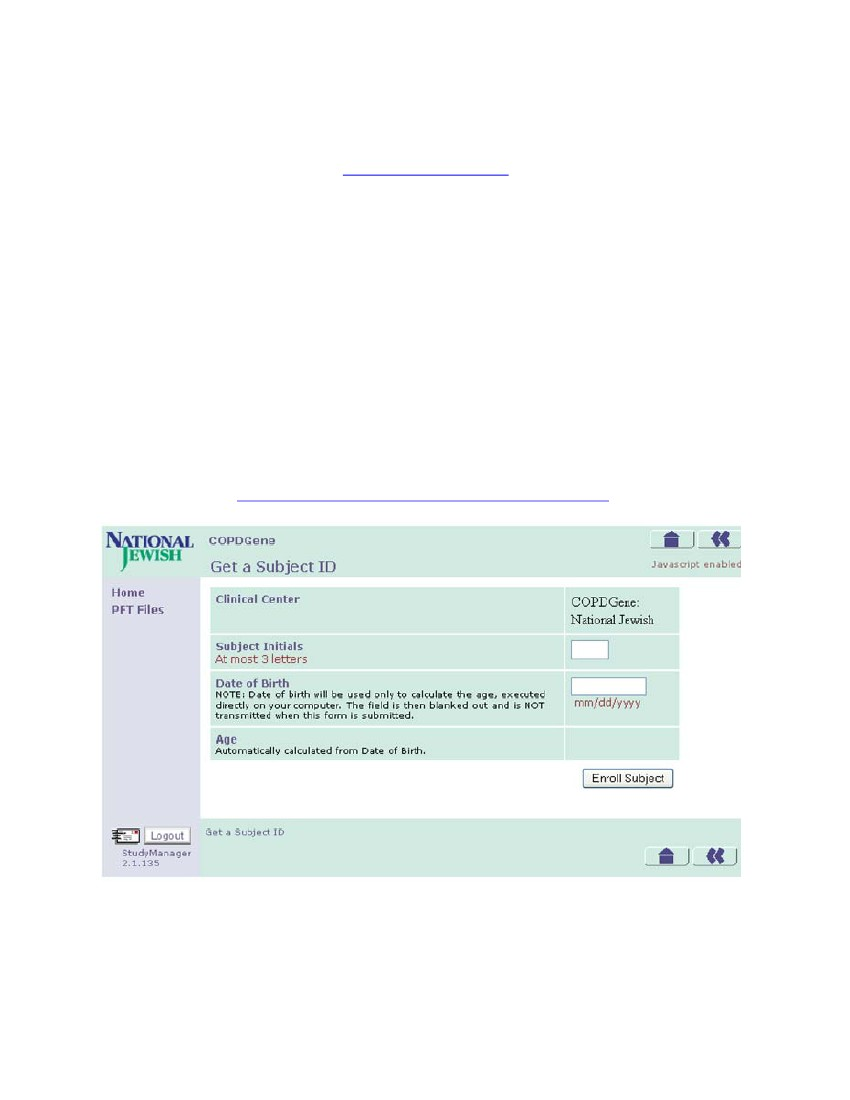 NATIONAL
JEWISH
COPDGene
Get a Subject ID
Javascript enabled
Home
PFT Files
Clinical Center
COPDGene:
National Jewish
Subject Initials
At most 3 letters
Date of Birth
NOTE: Date of birth will be used only to calculate the age, executed
directly on your computer. The field is then blanked out and is NOT
transmitted when this form is submitted.
mm/dd/yyyy
Age
Automatically calculated from Date of Birth.
Enroll Subject
Logout
Get a Subject ID
StudyManager
2.1.135